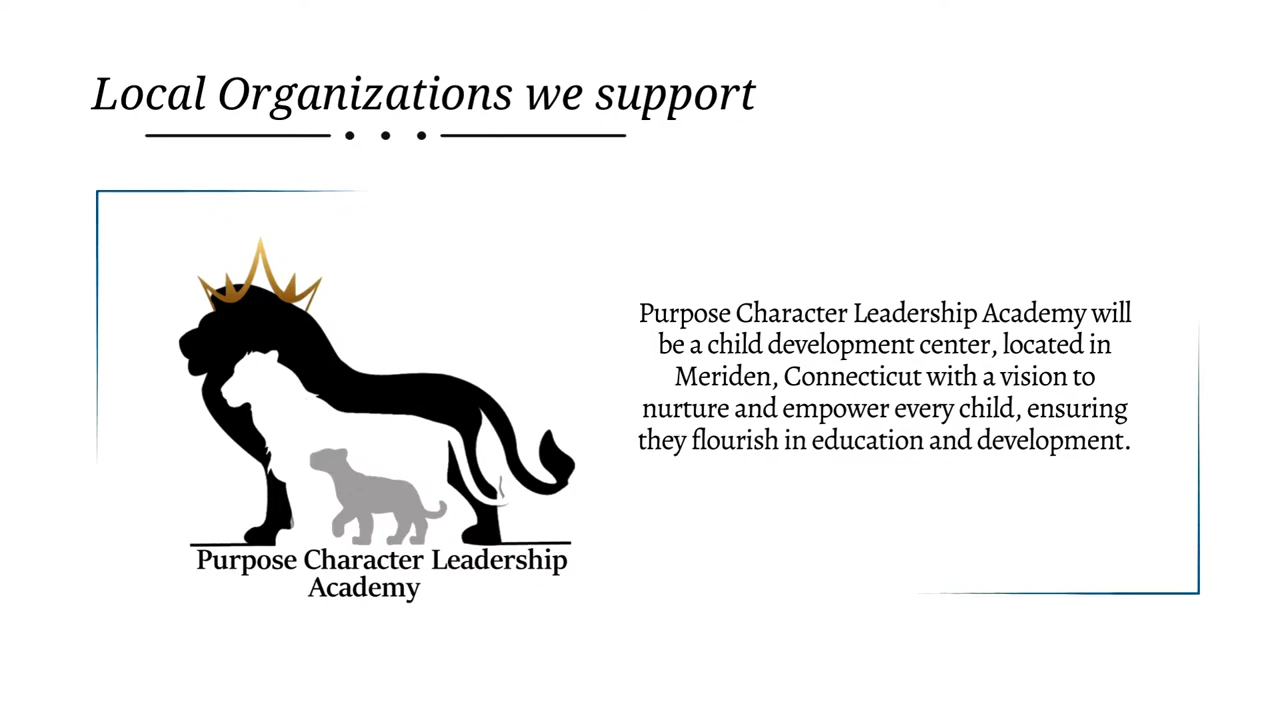 Local Organizations we support
Purpose Character Leadership Academy will
be a child development center, located in
Meriden, Connecticut with a vision to
nurture and empower every child, ensuring
they flourish in education and development.
Purpose Character Leadership
Academy